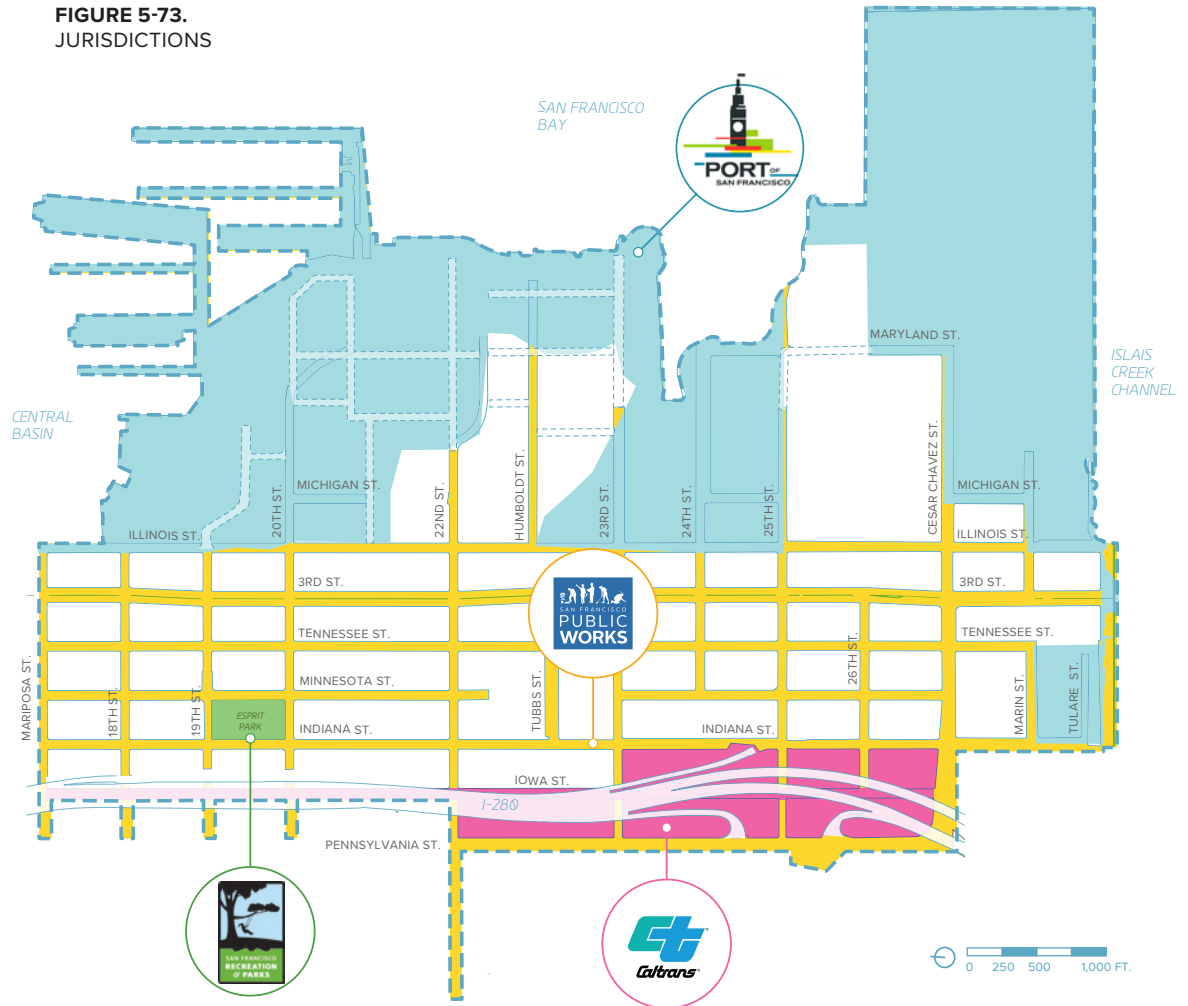 FIGURE 5-73.
JURISDICTIONS
SAN FRANCISCO
BAY
PORT OF
SAN FRANCISCO
MARYLAND ST.
ISLAIS
CREEK
CHANNEL
CENTRAL
BASIN
20TH ST.
MICHIGAN ST.
22ND ST.
HUMBOLDT ST.
23RD ST.
24TH ST.
25TH ST.
CESAR CHAVEZ ST.
MICHIGAN ST.
ILLINOIS ST.
ILLINOIS ST.
3RD ST.
3RD ST.
SAN FRANCISCO
PUBLIC
WORKS
TENNESSEE ST.
TENNESSEE ST.
MARIPOSA ST.
18TH ST.
19TH ST.
MINNESOTA ST.
TUBBS ST.
26TH ST.
MARIN ST.
TULARE ST.
ESPRIT
PARK
INDIANA ST.
INDIANA ST.
IOWA ST.
I-280
PENNSYLVANIA ST.
SAN FRANCISCO
RECREATION
& PARKS
Ct
Caltrans
0 250 500 1,000 FT.